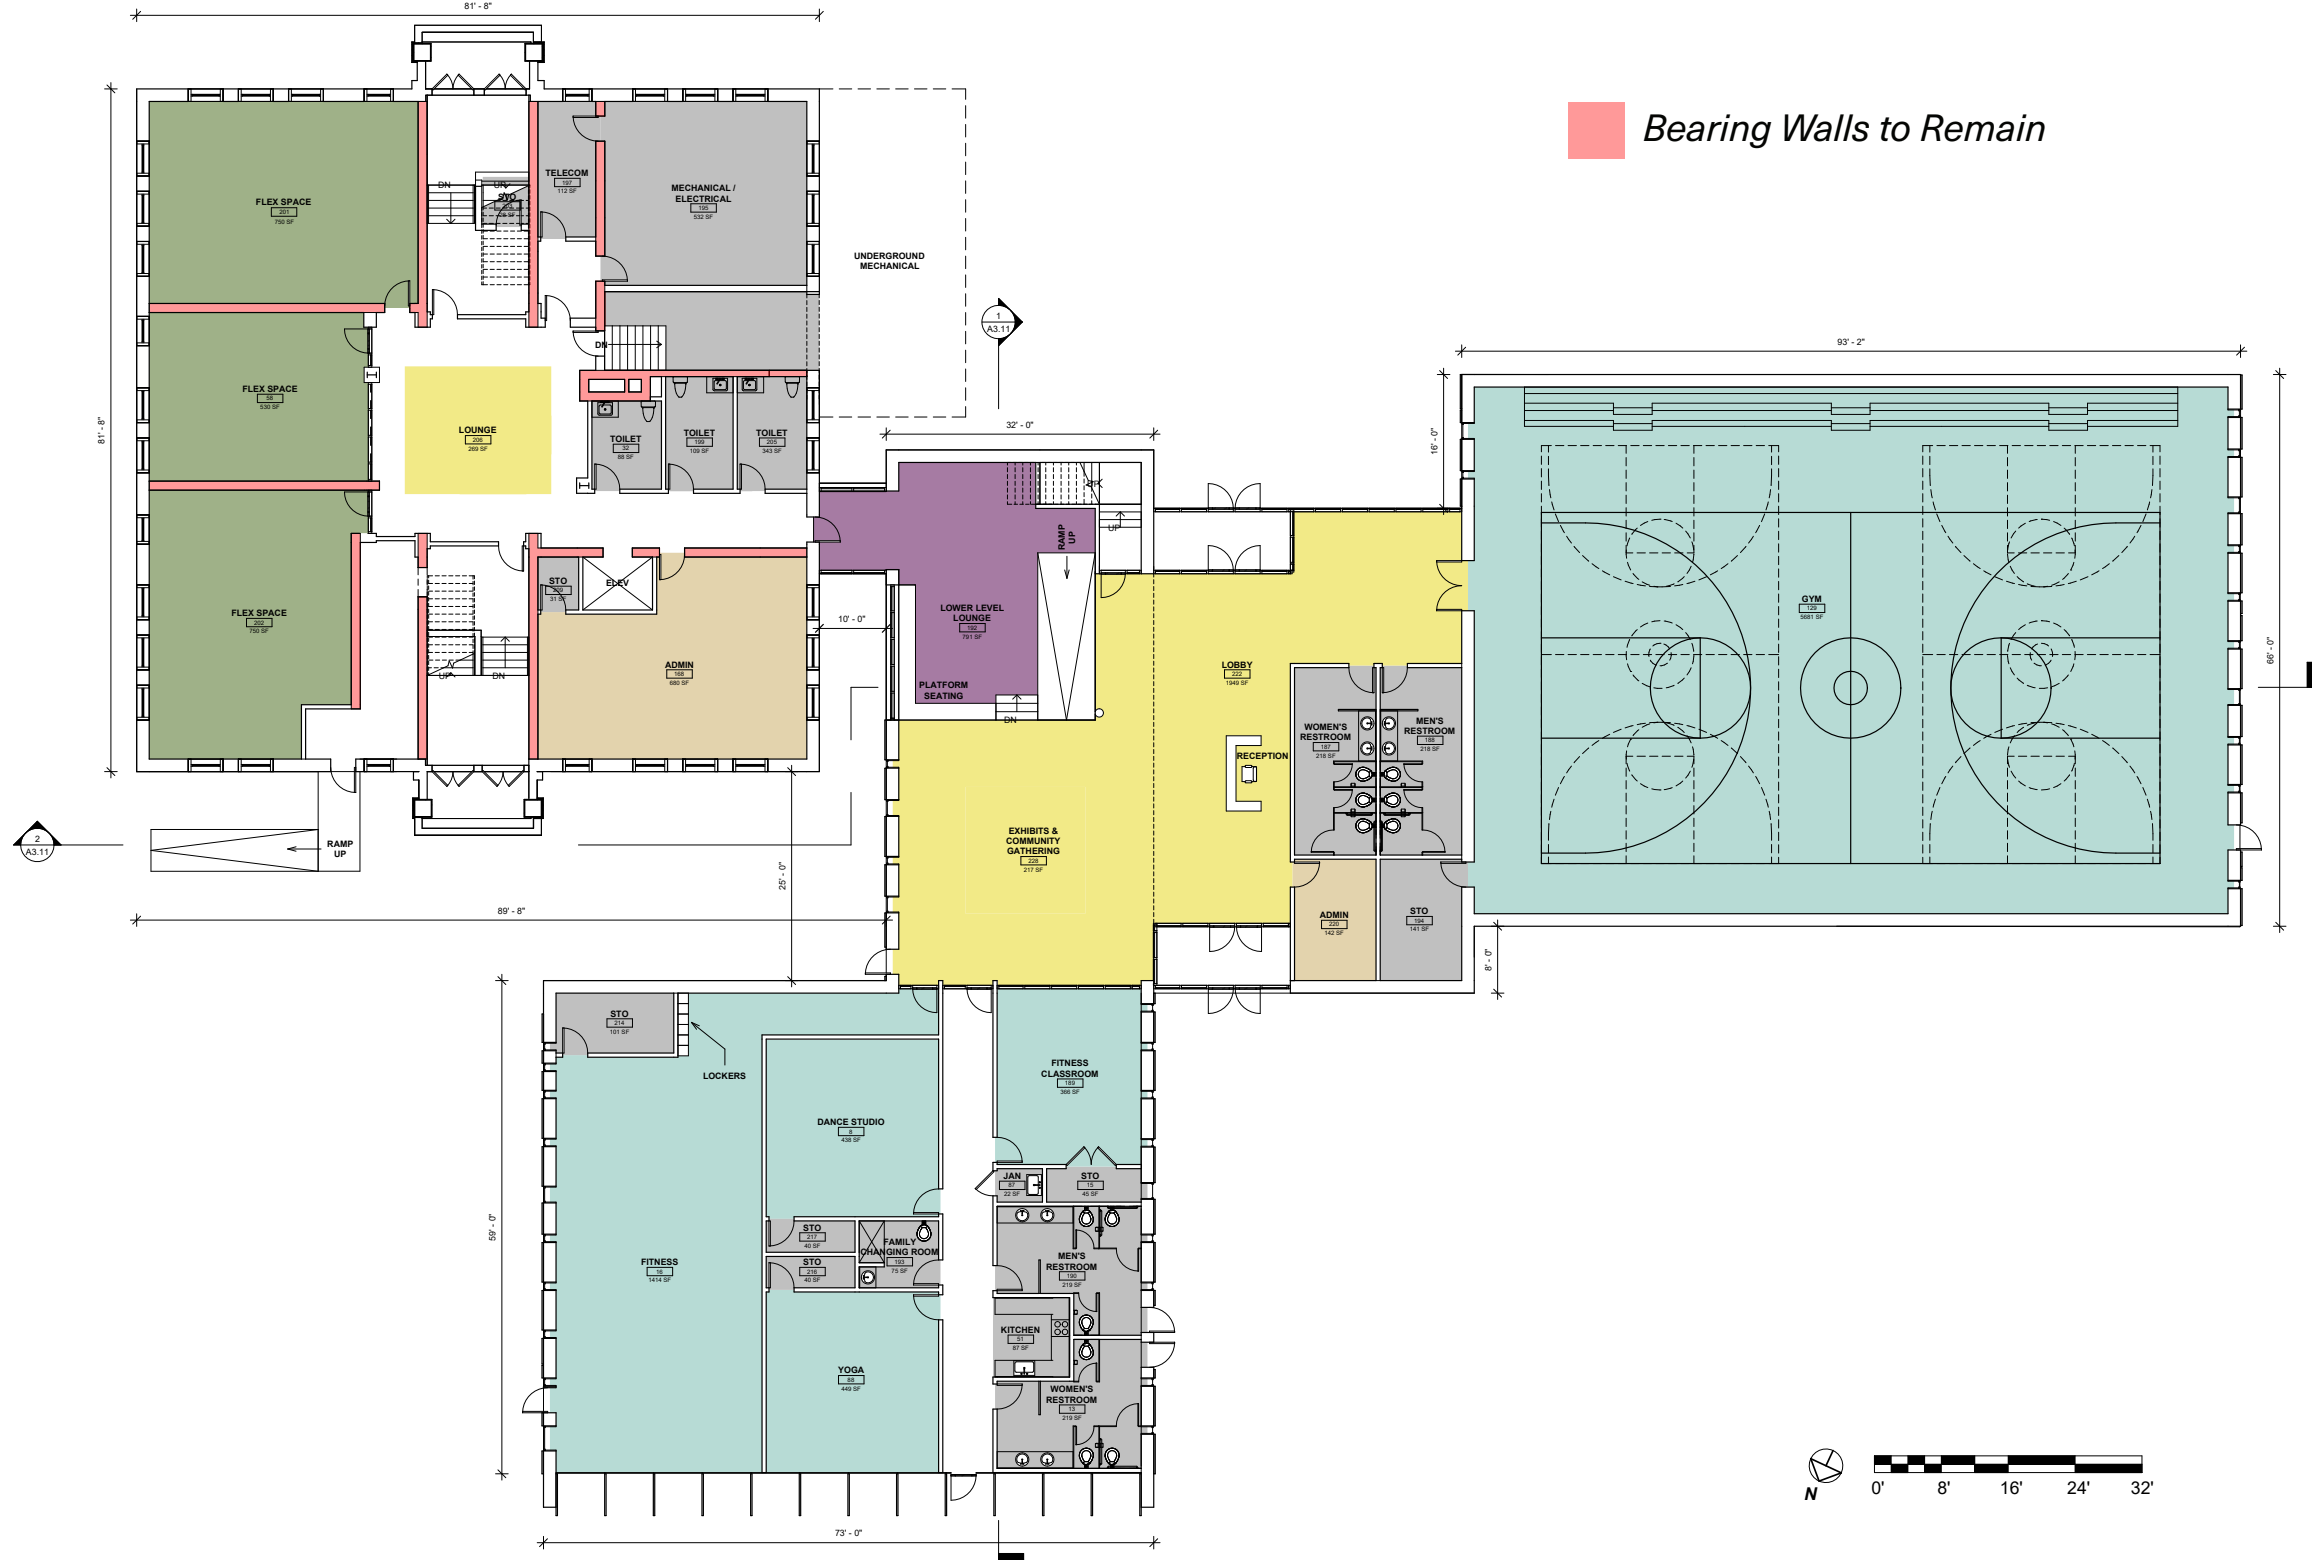 81' - 8"
Bearing Walls to Remain
81' - 8"
FLEX SPACE
201
750 SF
DN
UP
STO
TELECOM
197
112 SF
MECHANICAL /
ELECTRICAL
195
532 SF
UNDERGROUND
MECHANICAL
1
A3.11
DN
FLEX SPACE
58
530 SF
LOUNGE
206
269 SF
TOILET
32
88 SF
TOILET
199
109 SF
TOILET
205
343 SF
32' - 0"
16' - 0"
93' - 2"
66' - 0"
UP
UP
RAMP
UP
FLEX SPACE
202
750 SF
UP
DN
STO
209
31 SF
ELEV
ADMIN
168
680 SF
10' - 0"
LOWER LEVEL
LOUNGE
192
791 SF
PLATFORM
SEATING
DN
LOBBY
222
1949 SF
RECEPTION
WOMEN'S
RESTROOM
187
218 SF
MEN'S
RESTROOM
188
218 SF
GYM
129
5681 SF
2
A3.11
RAMP
UP
25' - 0"
89' - 8"
EXHIBITS &
COMMUNITY
GATHERING
228
217 SF
ADMIN
220
142 SF
STO
194
141 SF
8' - 0"
59' - 0"
STO
214
101 SF
LOCKERS
FITNESS
CLASSROOM
189
366 SF
DANCE STUDIO
8
438 SF
JAN
87
22 SF
STO
15
45 SF
STO
217
40 SF
STO
216
40 SF
FAMILY
CHANGING ROOM
193
75 SF
FITNESS
16
1414 SF
MEN'S
RESTROOM
190
219 SF
KITCHEN
51
87 SF
YOGA
88
449 SF
WOMEN'S
RESTROOM
13
219 SF
73' - 0"
N
0' 8' 16' 24' 32'